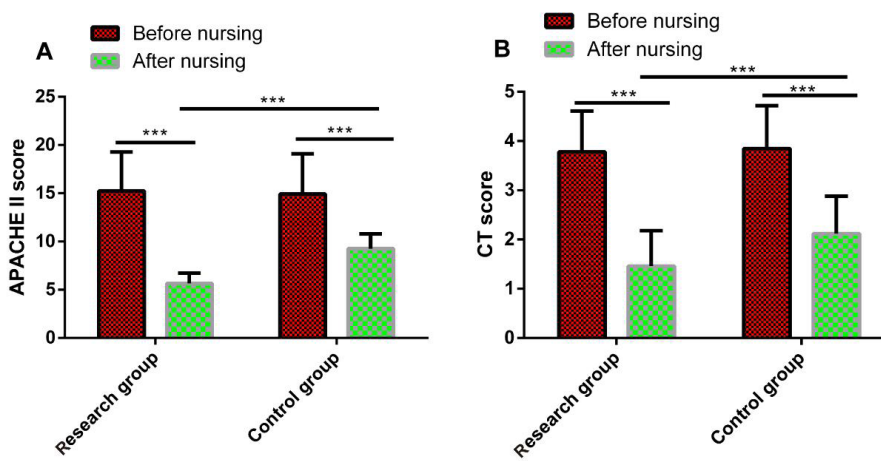 A
Before nursing
After nursing
APACHE II score
25
20
15
10
5
0
***
***
***
Research group
Control group
B
Before nursing
After nursing
CT score
5
4
3
2
1
0
***
***
***
Research group
Control group